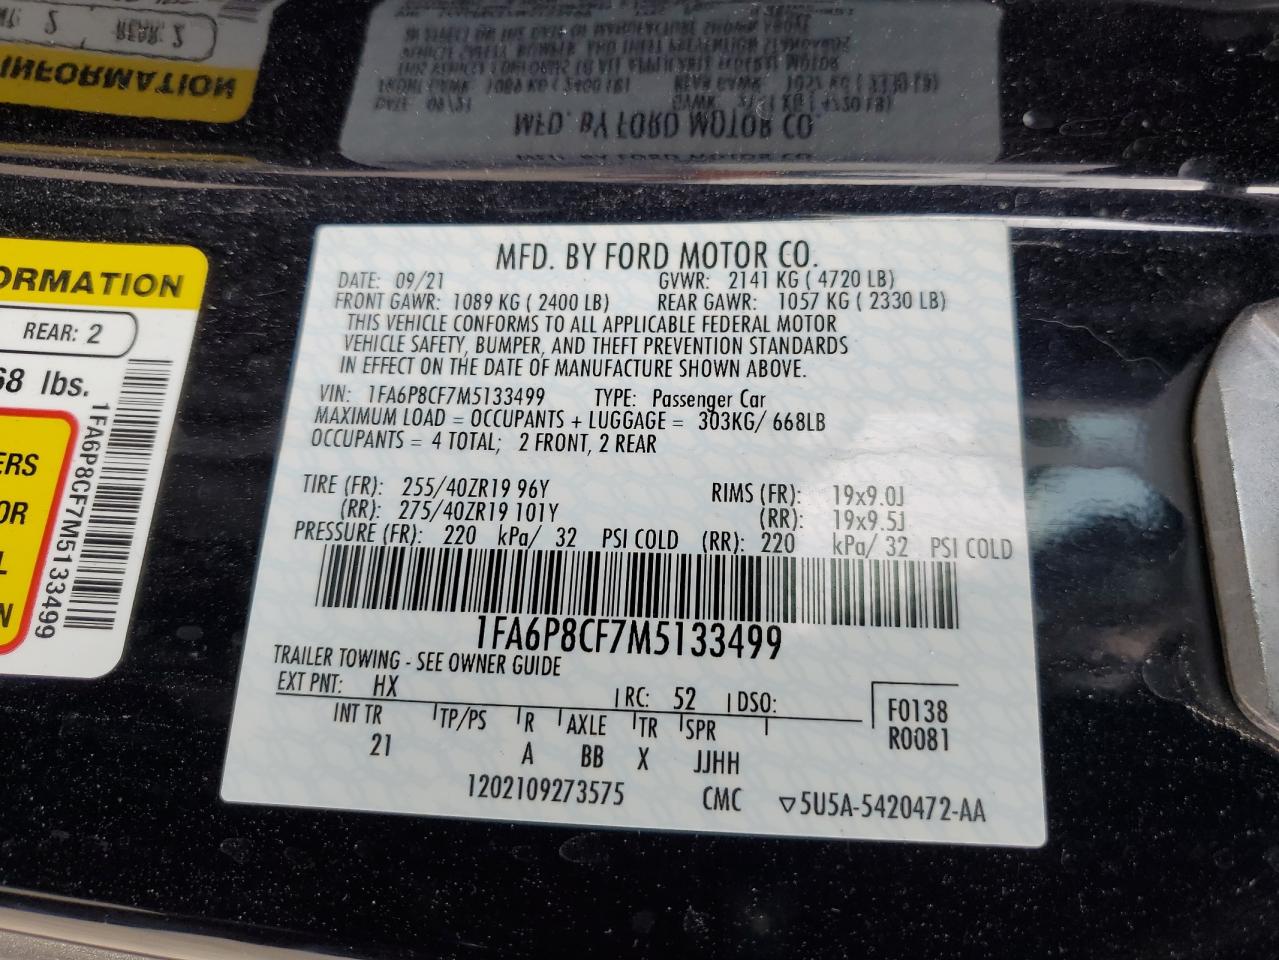 INFORMATION
REAR: 2
MFD. BY FORD MOTOR CO.
ORMATION
REAR: 2
68 lbs.
1FA6P8CF7M5133499
ERS
OR
L
N
MFD. BY FORD MOTOR CO.
DATE: 09/21 GVWR: 2141 KG ( 4720 LB)
FRONT GAWR: 1089 KG ( 2400 LB) REAR GAWR: 1057 KG ( 2330 LB)
THIS VEHICLE CONFORMS TO ALL APPLICABLE FEDERAL MOTOR
VEHICLE SAFETY, BUMPER, AND THEFT PREVENTION STANDARDS
IN EFFECT ON THE DATE OF MANUFACTURE SHOWN ABOVE.
VIN: 1FA6P8CF7M5133499 TYPE: Passenger Car
MAXIMUM LOAD = OCCUPANTS + LUGGAGE = 303KG/ 668LB
OCCUPANTS = 4 TOTAL; 2 FRONT, 2 REAR
TIRE (FR): 255/40ZR19 96Y RIMS (FR): 19x9.0J
(RR): 275/40ZR19 101Y (RR): 19x9.5J
PRESSURE (FR): 220 kPa/ 32 PSI COLD (RR): 220 kPa/ 32 PSI COLD
1FA6P8CF7M5133499
TRAILER TOWING - SEE OWNER GUIDE
EXT PNT: HX RC: 52 DSO:
INT TR TP/PS R AXLE TR SPR
21 A BB X JJHH
F0138
R0081
1202109273575 CMC ▽5U5A-5420472-AA